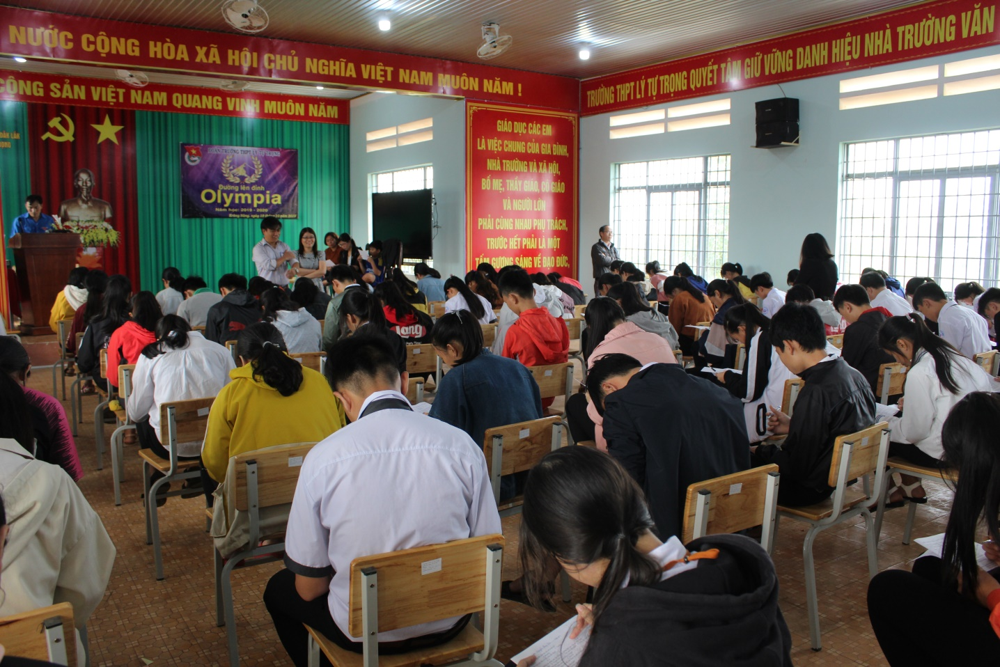 NƯỚC CỘNG HÒA XÃ HỘI CHỦ NGHĨA VIỆT NAM MUÔN NĂM !
CỘNG SẢN VIỆT NAM QUANG VINH MUÔN NĂM
TRƯỜNG THPT LÝ TỰ TRỌNG QUYẾT TÂM GIỮ VỮNG DANH HIỆU NHÀ TRƯỜNG VĂN
GIÁO DỤC CÁC EM
LÀ VIỆC CHUNG CỦA GIA ĐÌNH,
NHÀ TRƯỜNG VÀ XÃ HỘI,
BỐ MẸ, THẦY GIÁO, CÔ GIÁO
VÀ NGƯỜI LỚN
PHẢI CÙNG NHAU PHỤ TRÁCH,
TRƯỚC HẾT PHẢI LÀ MỘT
TẤM GƯƠNG SÁNG VỀ ĐẠO ĐỨC,
ĐOÀN TRƯỜNG THPT LÝ TỰ TRỌNG
Đường lên đỉnh
Olympia
Năm học: 2019 - 2020